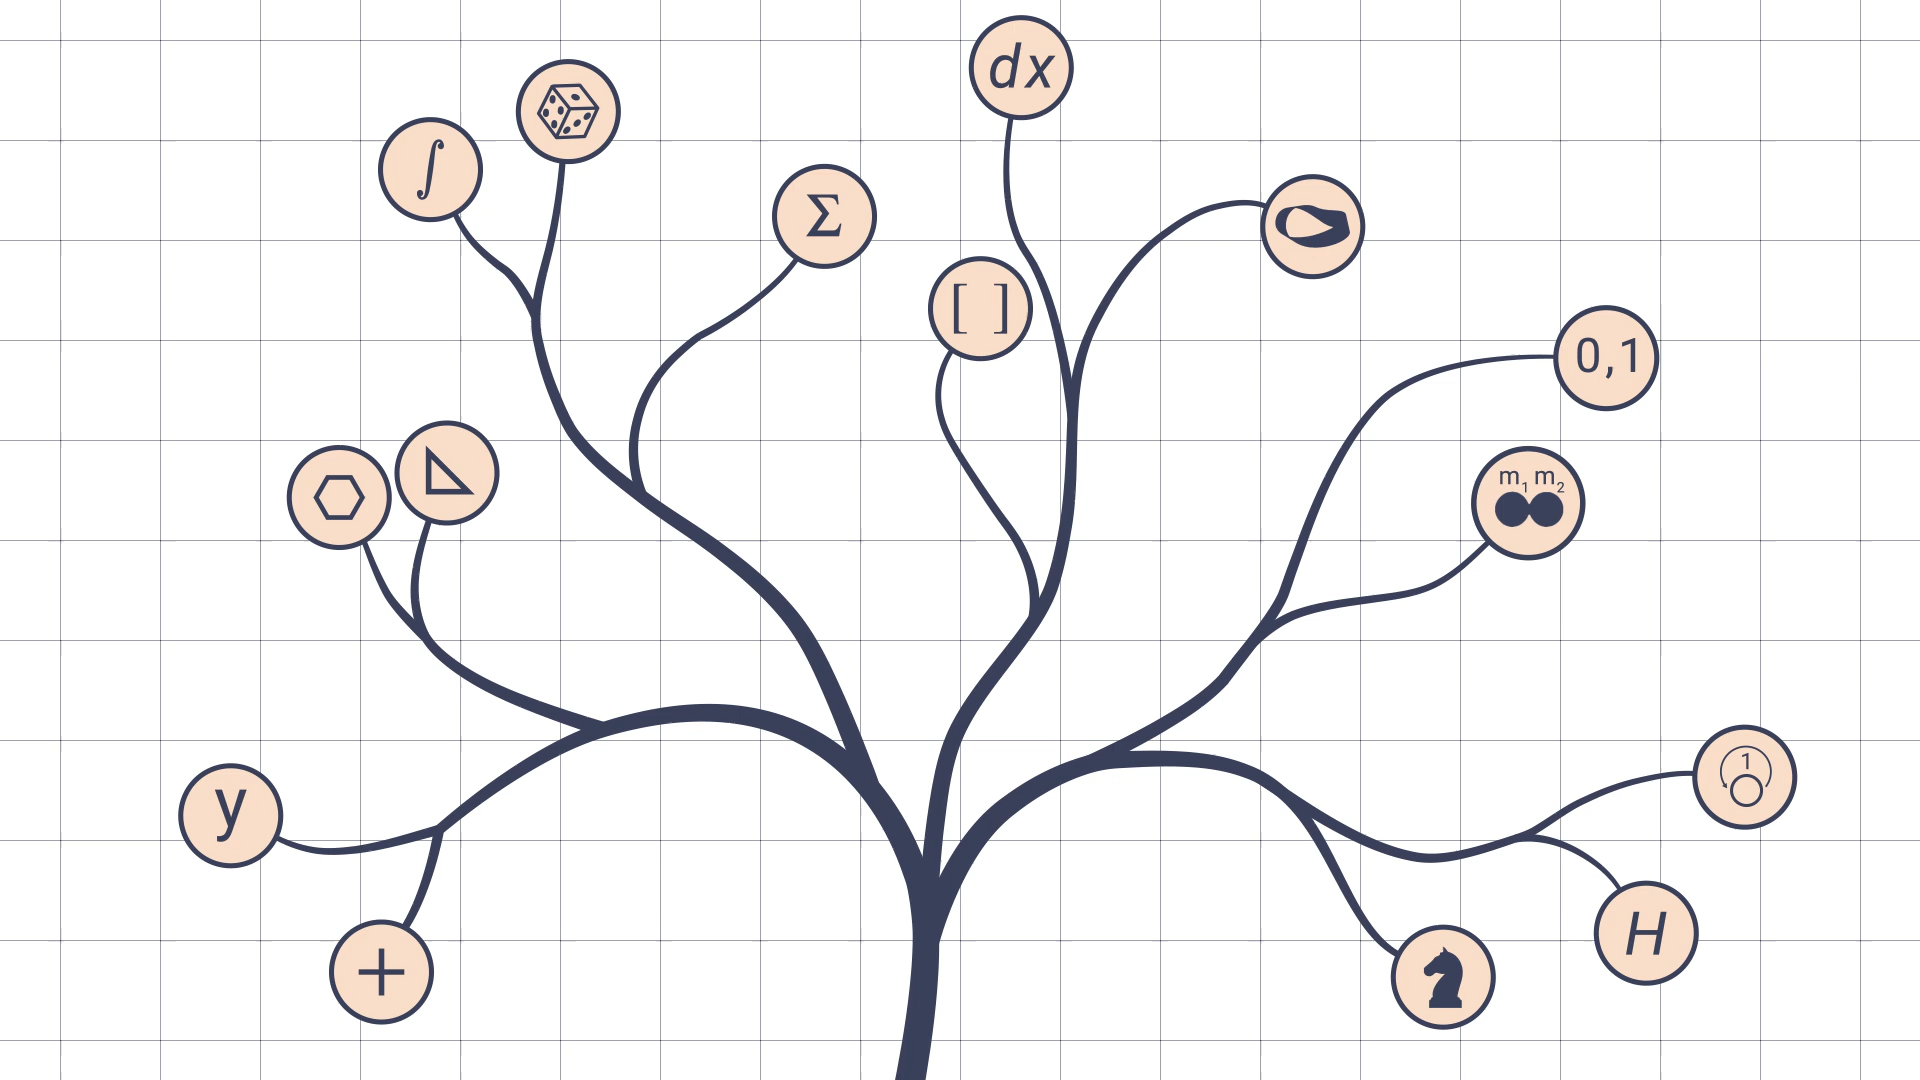 dx
∫
Σ
[ ]
0,1
m₁ m₂
1
y
H
+